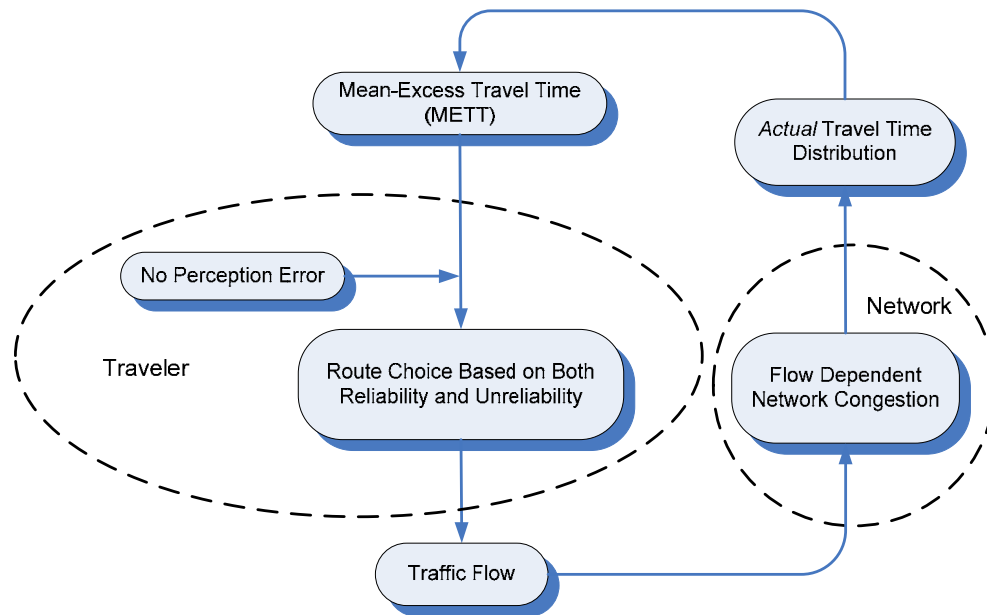 Mean-Excess Travel Time
(METT)
Actual Travel Time
Distribution
No Perception Error
Network
Traveler
Route Choice Based on Both
Reliability and Unreliability
Flow Dependent
Network Congestion
Traffic Flow